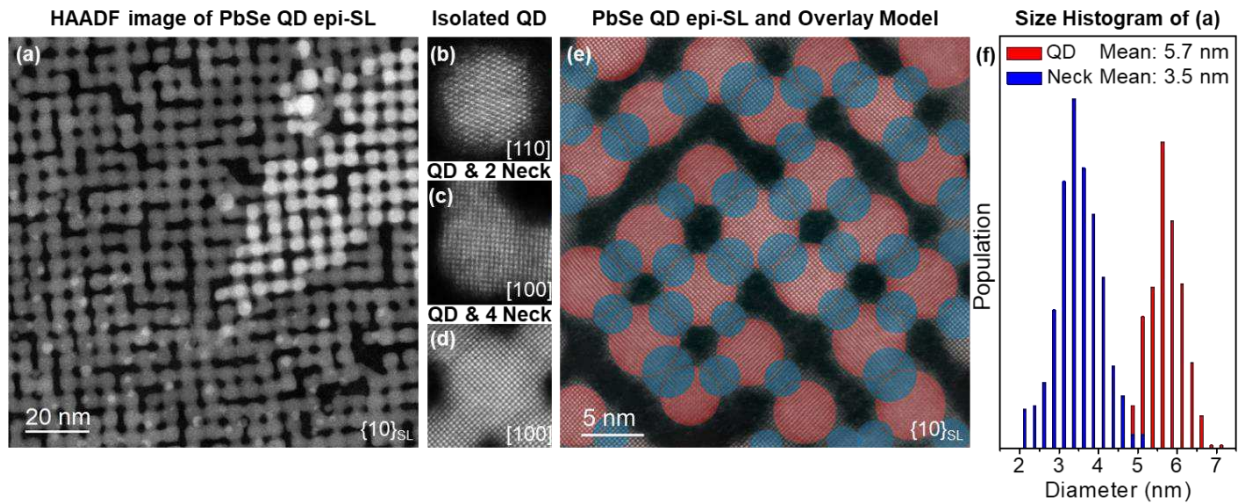 HAADF image of PbSe QD epi-SL
(a)
20 nm
{10}SL
Isolated QD
(b)
[110]
QD & 2 Neck
(c)
[100]
QD & 4 Neck
(d)
[100]
PbSe QD epi-SL and Overlay Model
(e)
5 nm
{10}SL
Size Histogram of (a)
(f)
QD Mean: 5.7 nm
Neck Mean: 3.5 nm
Population
2 3 4 5 6 7
Diameter (nm)